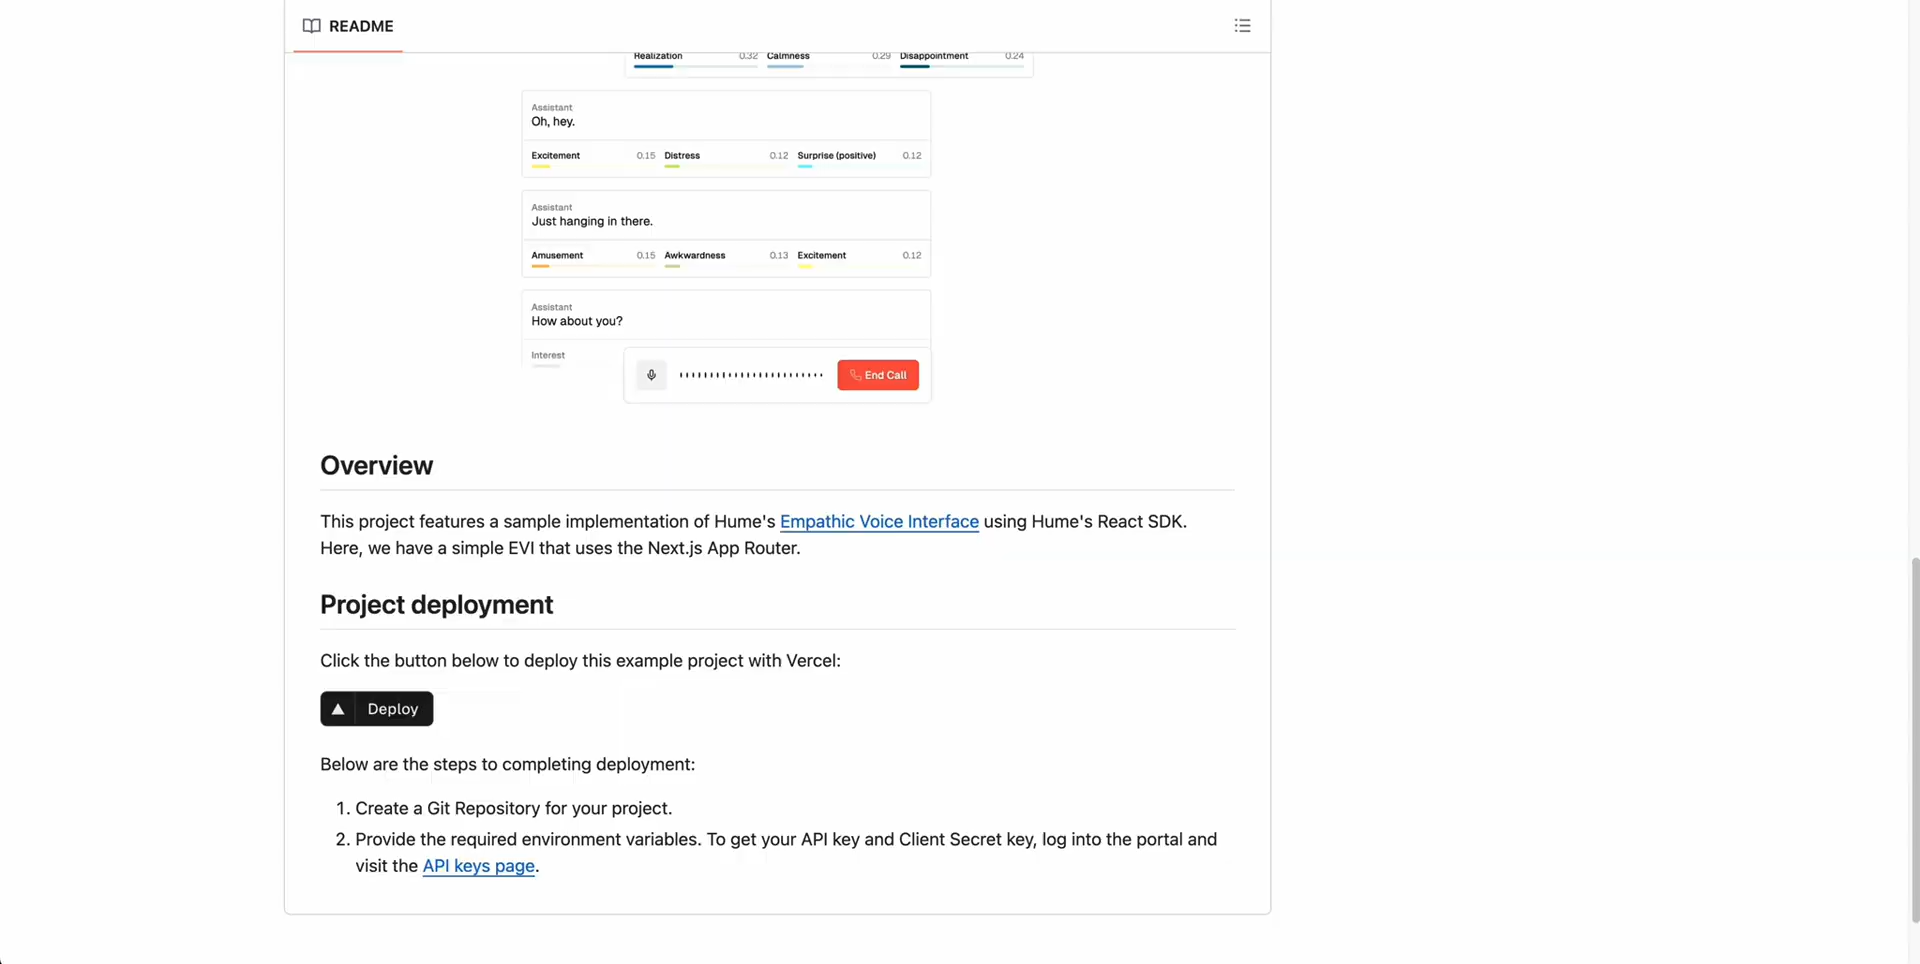 README
Realization 0.32 Calmness 0.29 Disappointment 0.24
Assistant
Oh, hey.
Excitement 0.15 Distress 0.12 Surprise (positive) 0.12
Assistant
Just hanging in there.
Amusement 0.15 Awkwardness 0.13 Excitement 0.12
Assistant
How about you?
Interest
End Call
Overview
This project features a sample implementation of Hume's Empathic Voice Interface using Hume's React SDK.
Here, we have a simple EVI that uses the Next.js App Router.
Project deployment
Click the button below to deploy this example project with Vercel:
Deploy
Below are the steps to completing deployment:
1. Create a Git Repository for your project.
2. Provide the required environment variables. To get your API key and Client Secret key, log into the portal and
visit the API keys page.